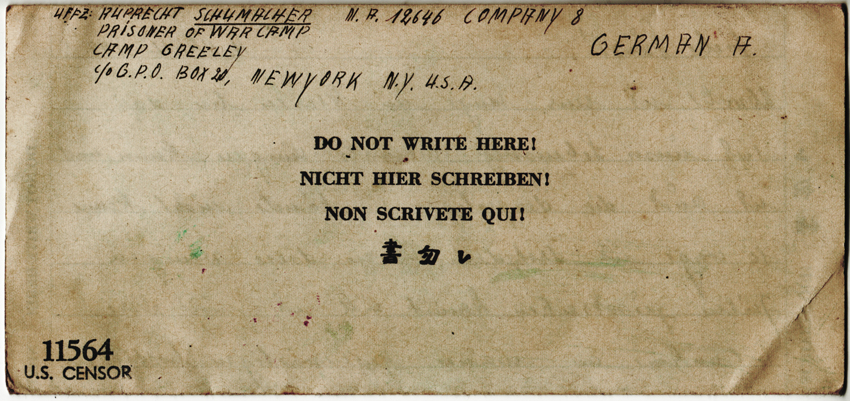 UFFZ: RUPRECHT SCHUMACHER N.A. 12646 COMPANY 8
PRISONER OF WAR CAMP
CAMP GREELEY
GERMAN A.
c/o G.P.O. BOX 20, NEWYORK N.Y. U.S.A.
DO NOT WRITE HERE!
NICHT HIER SCHREIBEN!
NON SCRIVETE QUI!
書勿レ
11564
U.S. CENSOR